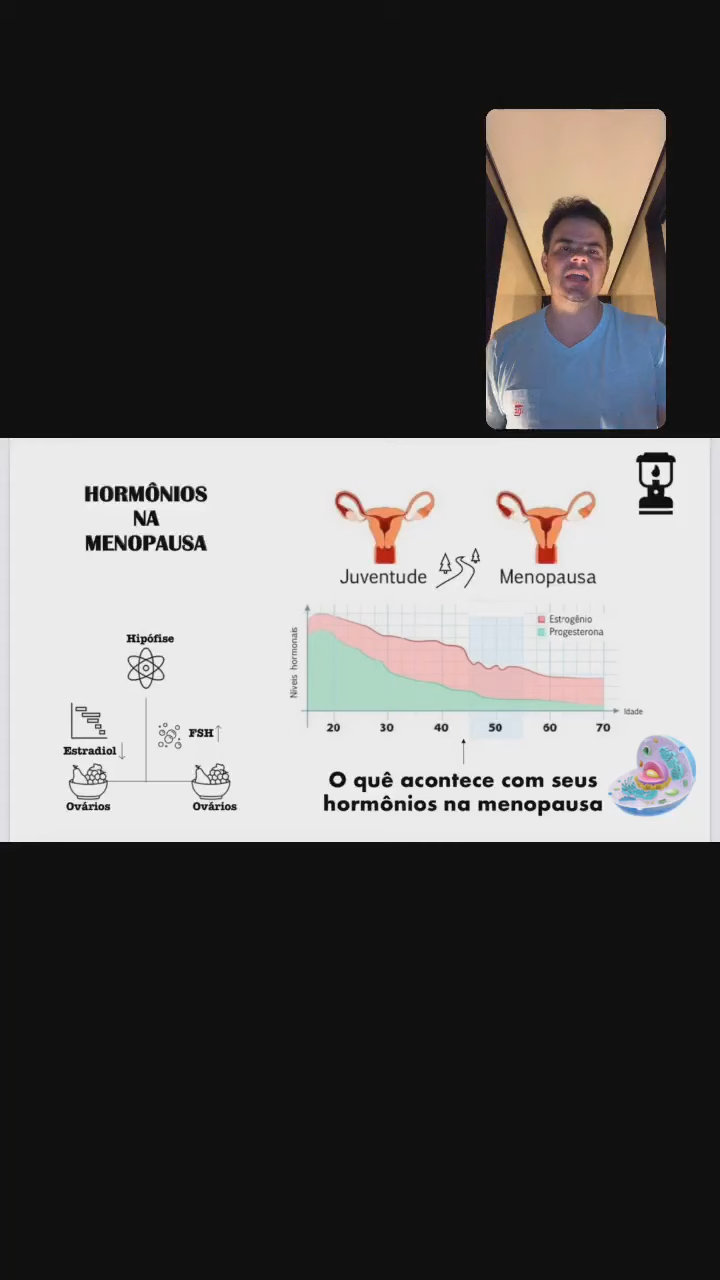 HORMÔNIOS
NA
MENOPAUSA
Juventude
Menopausa
Hipófise
Estradiol
FSH
Ovários
Ovários
Níveis hormonais
Estrogênio
Progesterona
Idade
20 30 40 50 60 70
O quê acontece com seus
hormônios na menopausa